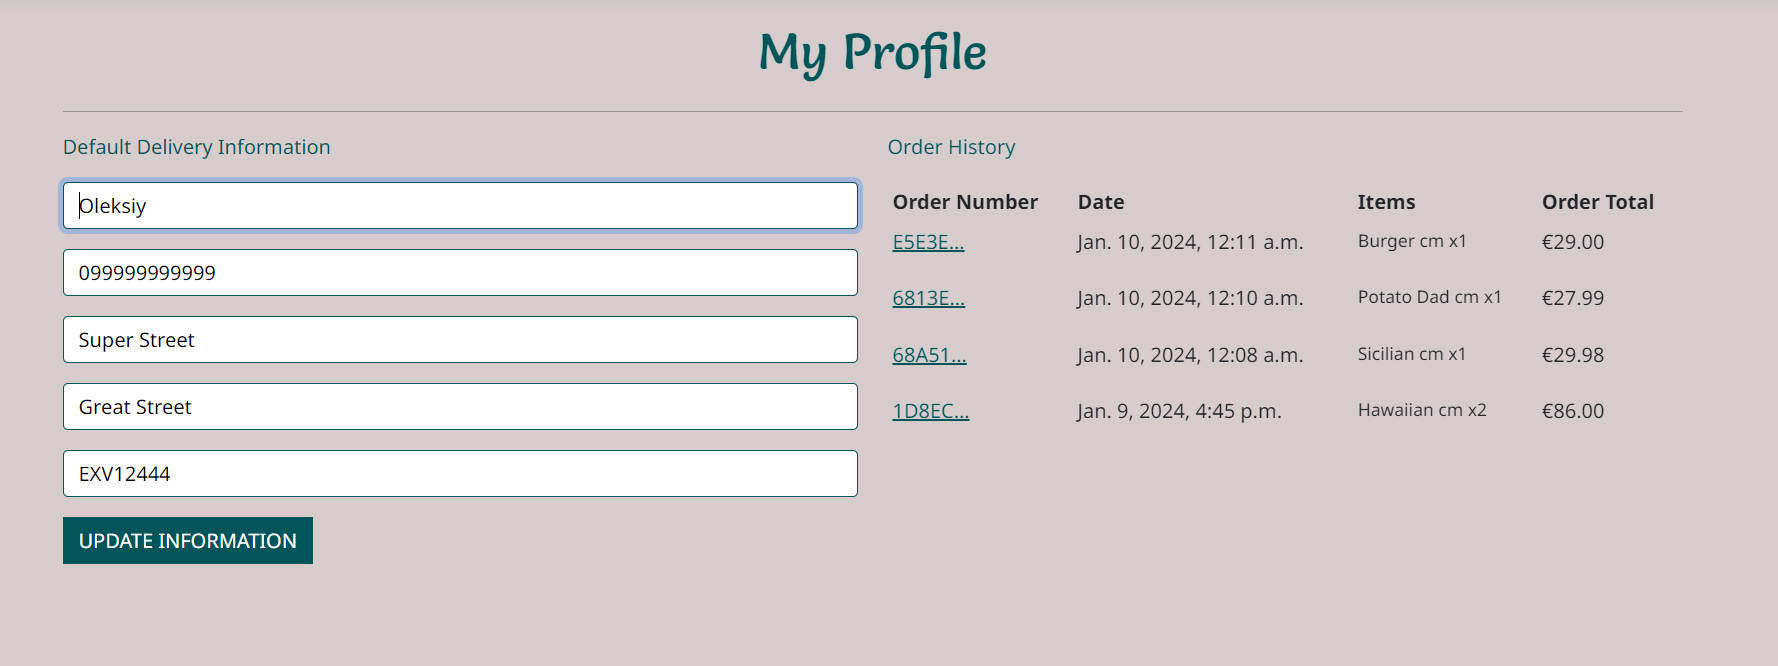 My Profile
Default Delivery Information
Oleksiy
099999999999
Super Street
Great Street
EXV12444
UPDATE INFORMATION
Order History
Order Number Date Items Order Total
E5E3E... Jan. 10, 2024, 12:11 a.m. Burger cm x1 €29.00
6813E... Jan. 10, 2024, 12:10 a.m. Potato Dad cm x1 €27.99
68A51... Jan. 10, 2024, 12:08 a.m. Sicilian cm x1 €29.98
1D8EC... Jan. 9, 2024, 4:45 p.m. Hawaiian cm x2 €86.00